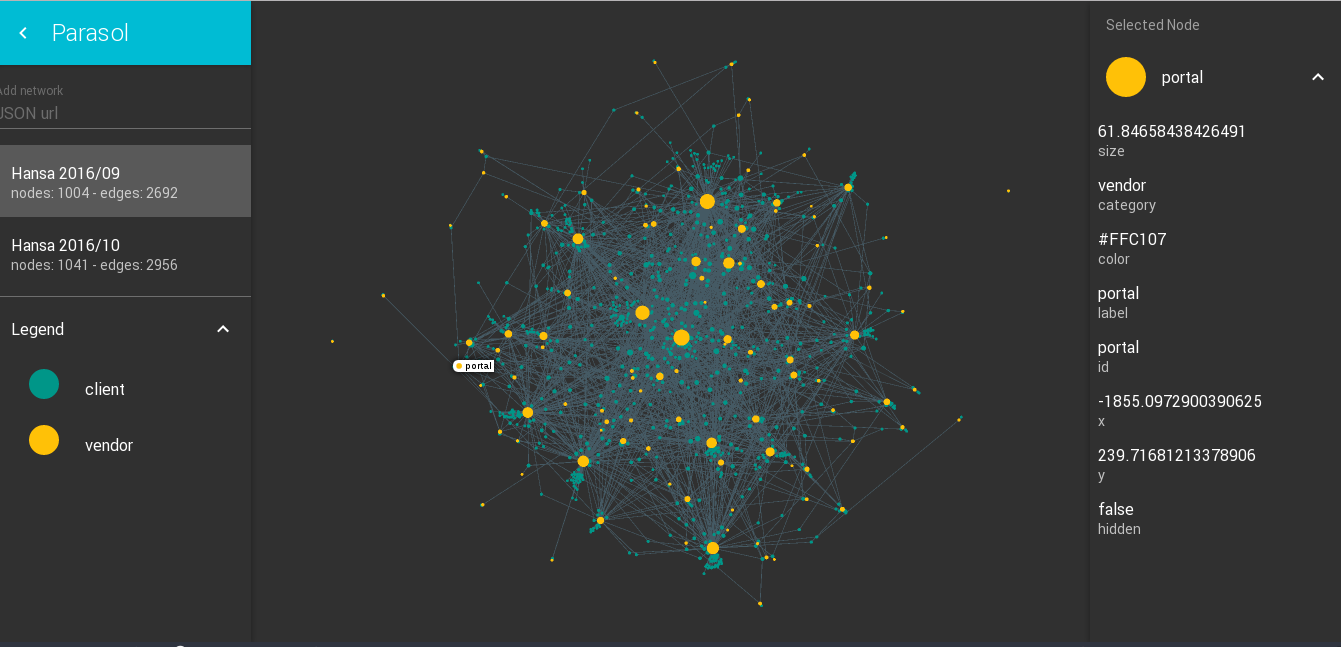 Parasol
Add network
JSON url
Hansa 2016/09
nodes: 1004 - edges: 2692
Hansa 2016/10
nodes: 1041 - edges: 2956
Legend
client
vendor
portal
Selected Node
portal
61.84658438426491
size
vendor
category
#FFC107
color
portal
label
portal
id
-1855.0972900390625
x
239.71681213378906
y
false
hidden